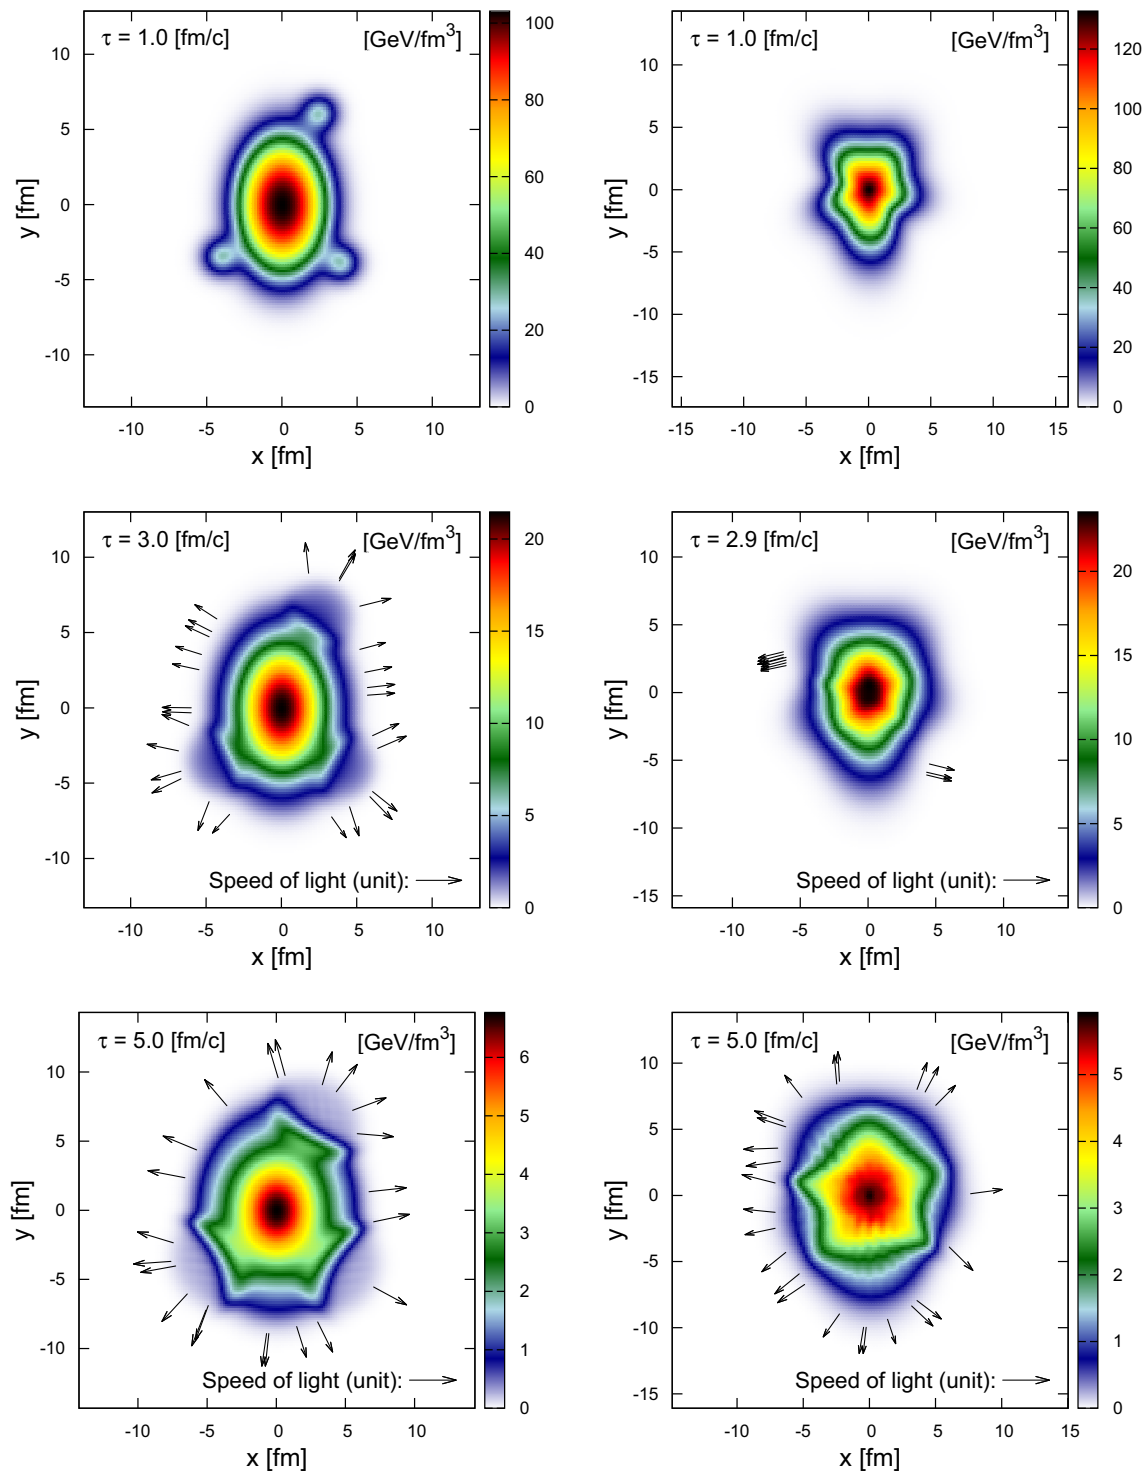 τ = 1.0 [fm/c] [GeV/fm³]
100
80
60
40
20
0
10
5
0
-5
-10
y [fm]
-10 -5 0 5 10
x [fm]
τ = 1.0 [fm/c] [GeV/fm³]
120
100
80
60
40
20
0
10
5
0
-5
-10
-15
y [fm]
-15 -10 -5 0 5 10 15
x [fm]
τ = 3.0 [fm/c] [GeV/fm³]
20
15
10
5
0
10
5
0
-5
-10
y [fm]
Speed of light (unit):
-10 -5 0 5 10
x [fm]
τ = 2.9 [fm/c] [GeV/fm³]
20
15
10
5
0
10
5
0
-5
-10
-15
y [fm]
Speed of light (unit):
-10 -5 0 5 10
x [fm]
τ = 5.0 [fm/c] [GeV/fm³]
6
5
4
3
2
1
0
10
5
0
-5
-10
y [fm]
Speed of light (unit):
-10 -5 0 5 10
x [fm]
τ = 5.0 [fm/c] [GeV/fm³]
5
4
3
2
1
0
10
5
0
-5
-10
-15
y [fm]
Speed of light (unit):
-10 -5 0 5 10 15
x [fm]